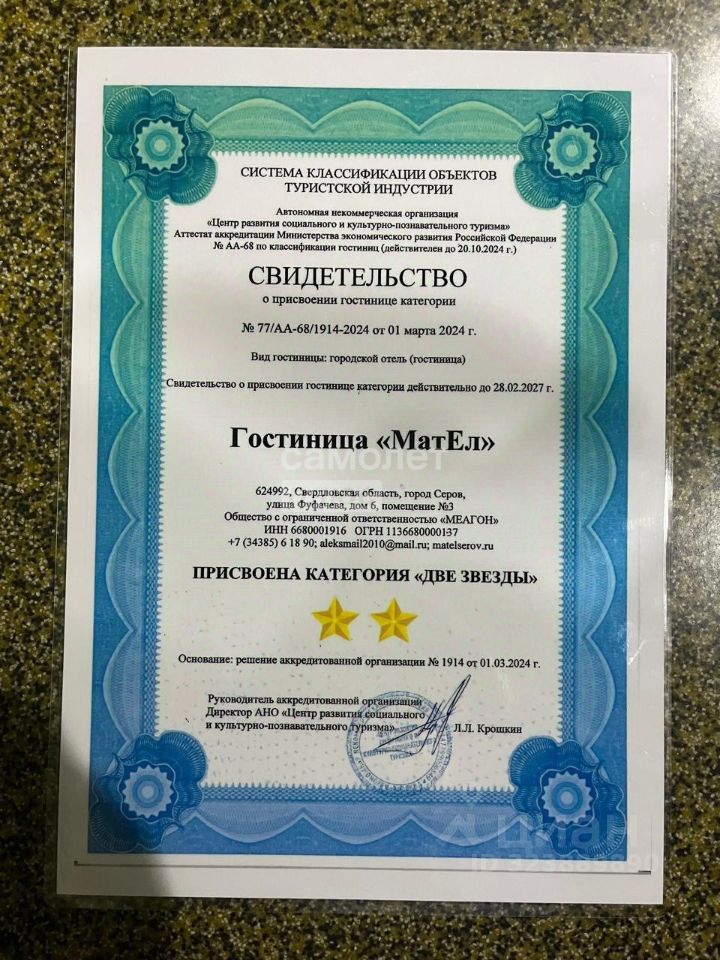 СИСТЕМА КЛАССИФИКАЦИИ ОБЪЕКТОВ
ТУРИСТСКОЙ ИНДУСТРИИ
Автономная некоммерческая организация
«Центр развития социального и культурно-познавательного туризма»
Аттестат аккредитации Министерства экономического развития Российской Федерации
№ АА-68 по классификации гостиниц (действителен до 20.10.2024 г.)
СВИДЕТЕЛЬСТВО
о присвоении гостинице категории
№ 77/АА-68/1914-2024 от 01 марта 2024 г.
Вид гостиницы: городской отель (гостиница)
Свидетельство о присвоении гостинице категории действительно до 28.02.2027 г.
Гостиница «МатЕл»
самолет
624992, Свердловская область, город Серов,
улица Фуфачева, дом 6, помещение №3
Общество с ограниченной ответственностью «МЕАГОН»
ИНН 6680001916 ОГРН 1136680000137
+7 (34385) 6 18 90; aleksmail2010@mail.ru; matelserov.ru
ПРИСВОЕНА КАТЕГОРИЯ «ДВЕ ЗВЕЗДЫ»
Основание: решение аккредитованной организации № 1914 от 01.03.2024 г.
Руководитель аккредитованной организации
Директор АНО «Центр развития социального
и культурно-познавательного туризма»
Л.Л. Крошкин
циан